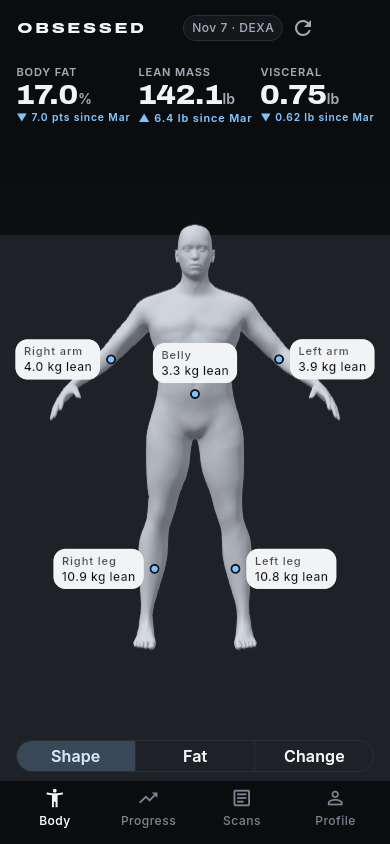 OBSESSED
Nov 7 · DEXA
BODY FAT
17.0%
▼ 7.0 pts since Mar
LEAN MASS
142.1lb
▲ 6.4 lb since Mar
VISCERAL
0.75lb
▼ 0.62 lb since Mar
Right arm
4.0 kg lean
Belly
3.3 kg lean
Left arm
3.9 kg lean
Right leg
10.9 kg lean
Left leg
10.8 kg lean
Shape
Fat
Change
Body
Progress
Scans
Profile